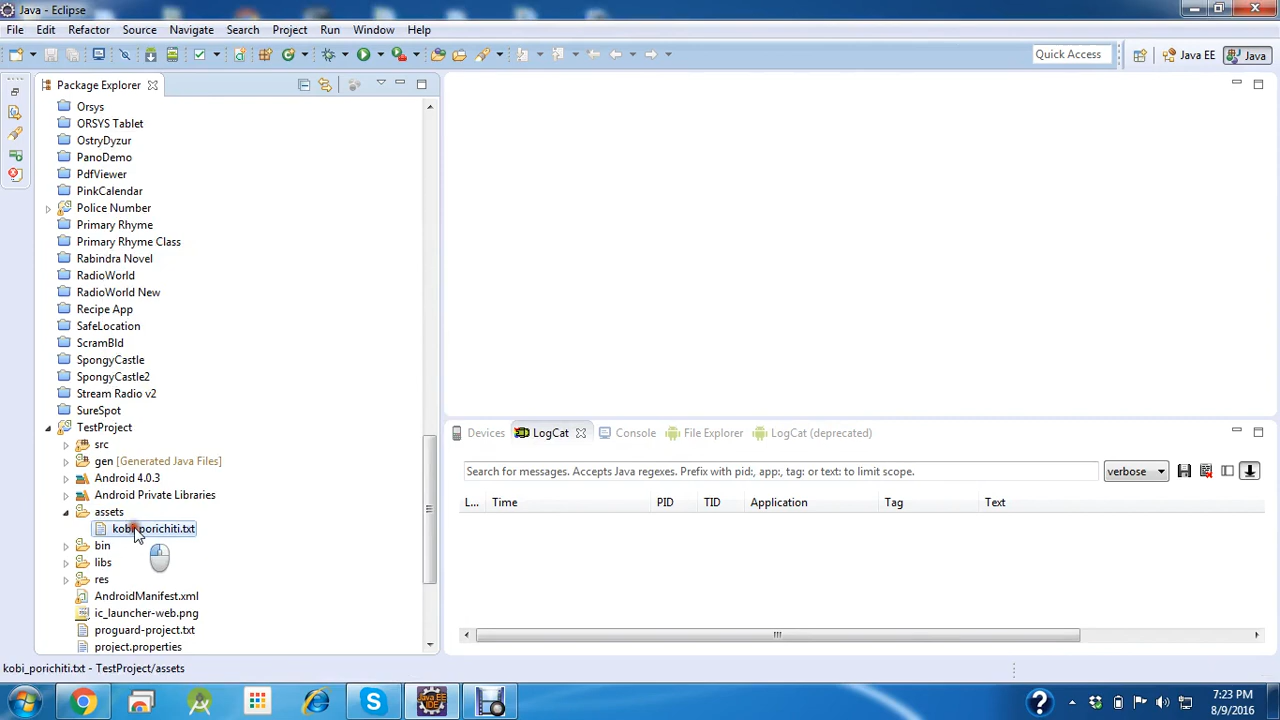 Java - Eclipse
File Edit Refactor Source Navigate Search Project Run Window Help
Quick Access
Java EE
Java
Package Explorer
Orsys
ORSYS Tablet
OstryDyzur
PanoDemo
PdfViewer
PinkCalendar
Police Number
Primary Rhyme
Primary Rhyme Class
Rabindra Novel
RadioWorld
RadioWorld New
Recipe App
SafeLocation
ScramBld
SpongyCastle
SpongyCastle2
Stream Radio v2
SureSpot
TestProject
src
gen [Generated Java Files]
Android 4.0.3
Android Private Libraries
assets
kobi_porichiti.txt
bin
libs
res
AndroidManifest.xml
ic_launcher-web.png
proguard-project.txt
project.properties
Devices LogCat Console File Explorer LogCat (deprecated)
Search for messages. Accepts Java regexes. Prefix with pid:, app:, tag: or text: to limit scope.
verbose
L... Time PID TID Application Tag Text
kobi_porichiti.txt - TestProject/assets
7:23 PM
8/9/2016